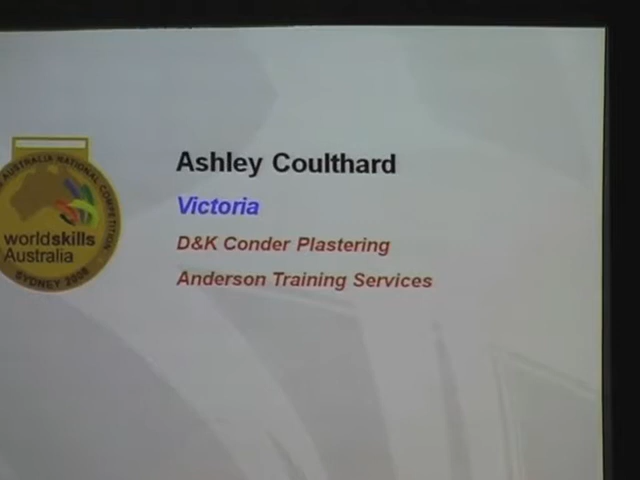 AUSTRALIA NATIONAL COMPETITION
worldskills
Australia
SYDNEY 2008
Ashley Coulthard
Victoria
D&K Conder Plastering
Anderson Training Services